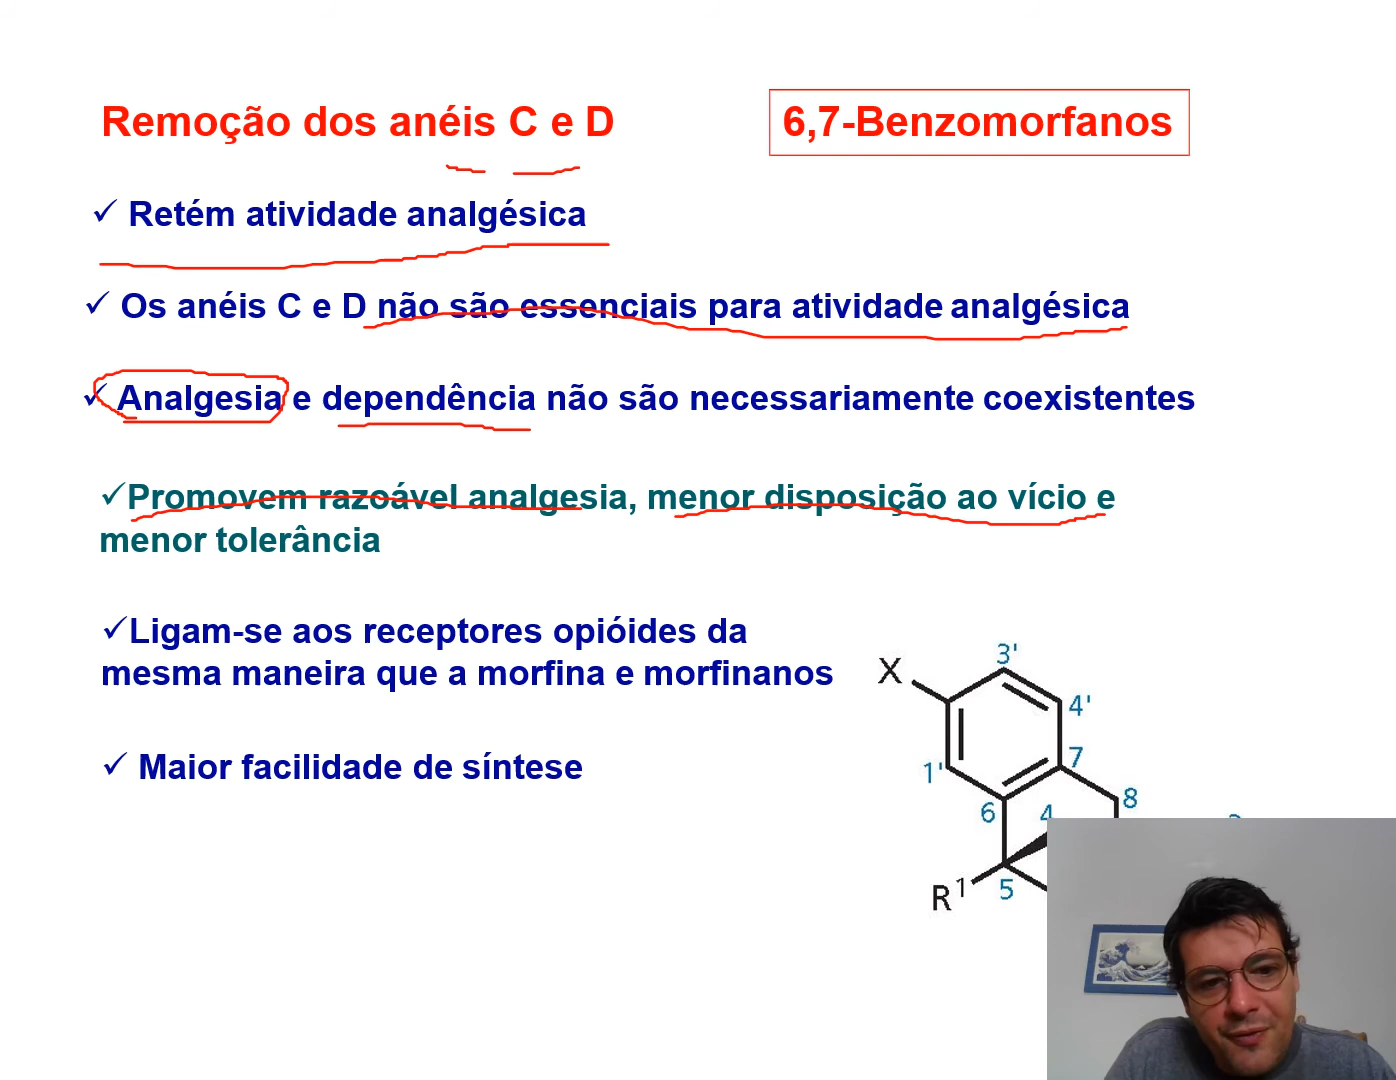 Remoção dos anéis C e D
6,7-Benzomorfanos
✓ Retém atividade analgésica
✓ Os anéis C e D não são essenciais para atividade analgésica
✓ Analgesia e dependência não são necessariamente coexistentes
✓Promovem razoável analgesia, menor disposição ao vício e
menor tolerância
✓Ligam-se aos receptores opióides da
mesma maneira que a morfina e morfinanos
✓ Maior facilidade de síntese
3'
X
4'
7
1'
8
6
4
R1
5